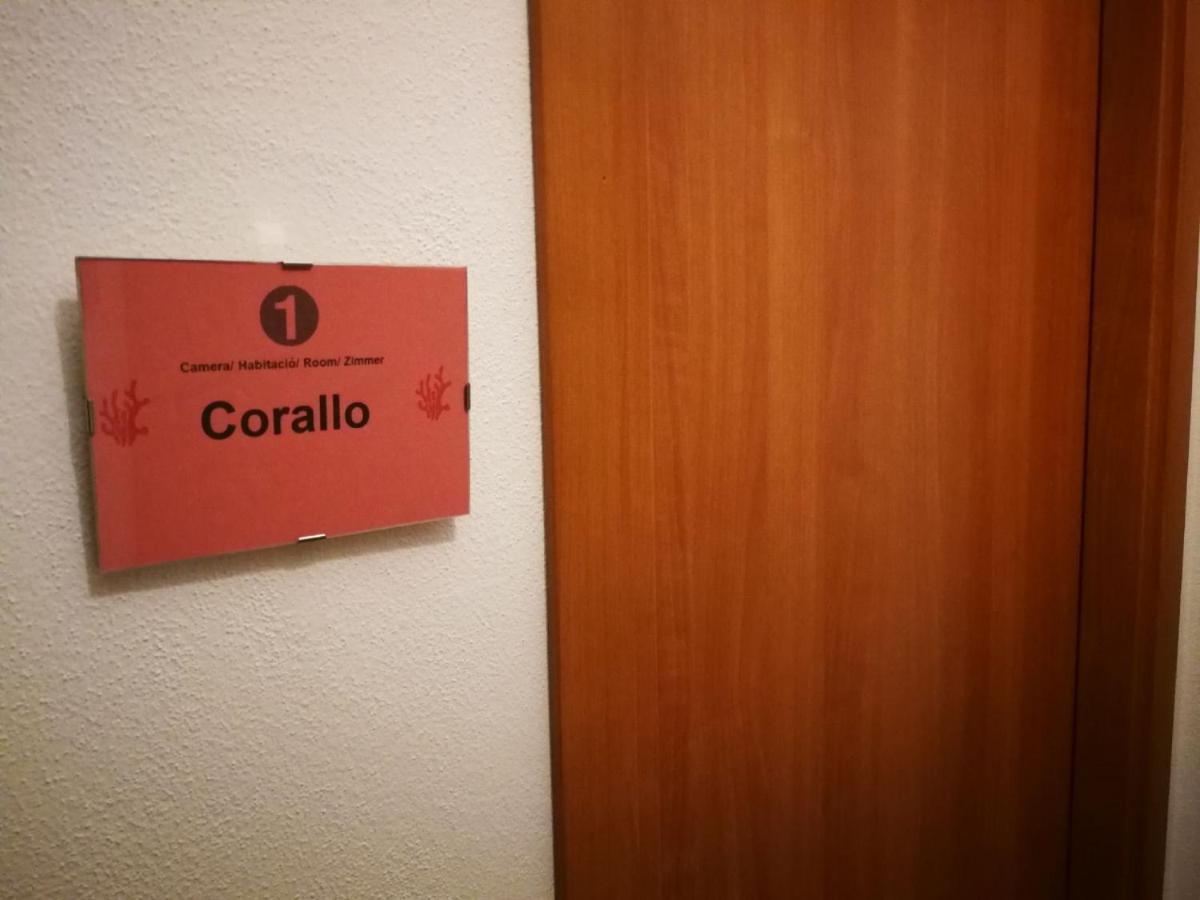 1
Camera/ Habitació/ Room/ Zimmer
Corallo